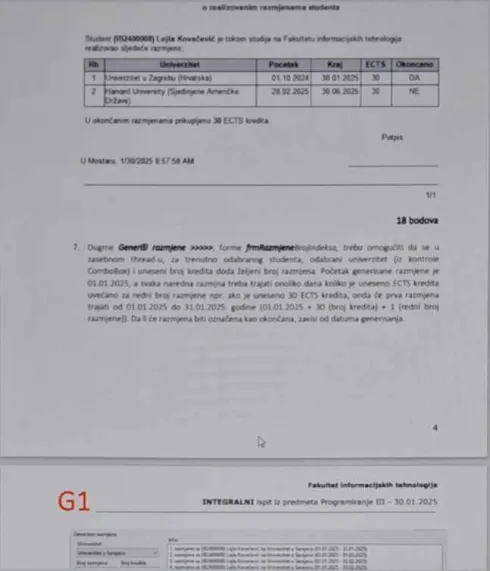 o realizovanim razmjenama studenta
Student (IB2400008) Lejla Kovačević je tokom studija na Fakultetu informacijskih tehnologija
realizovao sljedeće razmjene:
Rb Univerzitet Pocetak Kraj ECTS Okoncano
1 Univerzitet u Zagrebu (Hrvatska) 01.10.2024 30.01.2025 30 DA
2 Harvard University (Sjedinjene Američke Države) 28.02.2025 30.06.2025 30 NE
U okončanim razmjenama prikupljeno 30 ECTS kredita.
Potpis
U Mostaru, 1/30/2025 8:57:58 AM
1/1
18 bodova
7. Dugme Generiši razmjene >>>>>, forme frmRazmjeneBrojIndeksa, treba omogućiti da se u
zasebnom thread-u, za trenutno odabranog studenta, odabrani univerzitet (iz kontrole
ComboBox) i uneseni broj kredita doda željeni broj razmjena. Početak generisane razmjene je
01.01.2025, a svaka naredna razmjna treba trajati onoliko dana koliko je uneseno ECTS kredita
uvećano za redni broj razmjene npr. ako je uneseno 30 ECTS kredita, onda će prva razmjena
trajati od 01.01.2025 do 31.01.2025. godine (01.01.2025 + 30 (broj kredita) + 1 (redni broj
razmjene)). Da li će razmjena biti označena kao okončana, zavisi od datuma generisanja.
4
Fakultet informacijskih tehnologija
G1
INTEGRALNI ispit iz predmeta Programiranje III – 30.01.2025
Generisanje razmjena
Univerzitet
Univerzitet u Sarajevu
Broj razmjena Broj kredita
Info